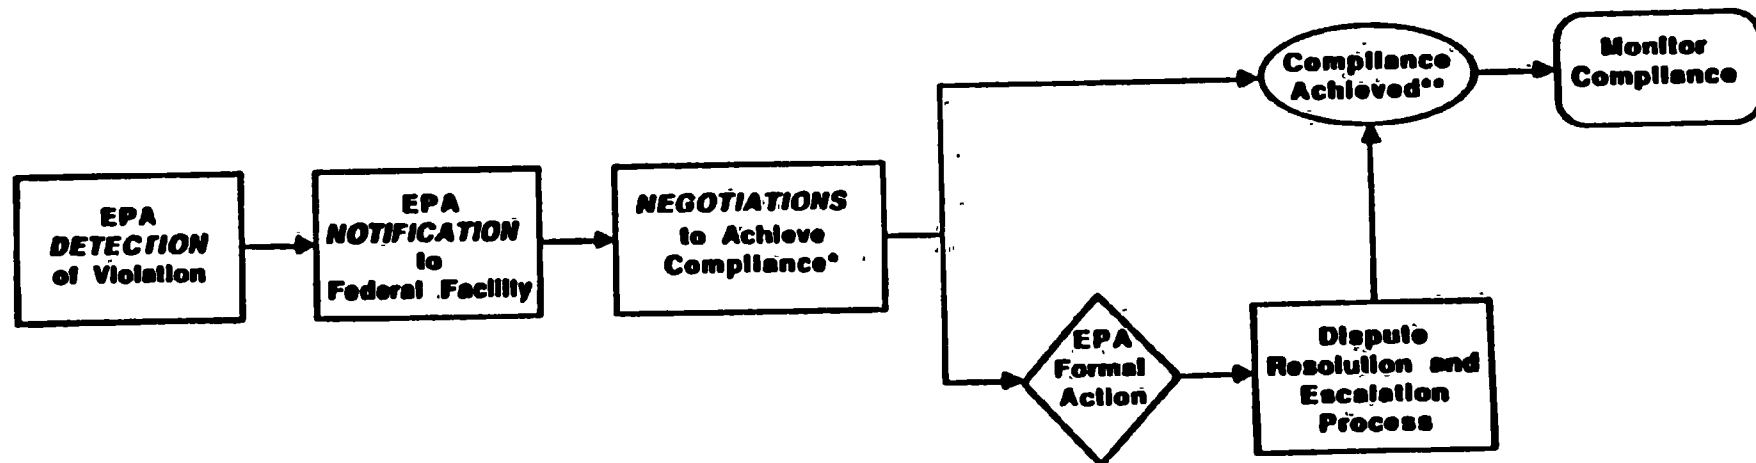 EPA
DETECTION
of Violation
EPA
NOTIFICATION
to
Federal Facility
NEGOTIATIONS
to Achieve
Compliance*
Compliance
Achieved**
Monitor
Compliance
EPA
Formal
Action
Dispute
Resolution and
Escalation
Process